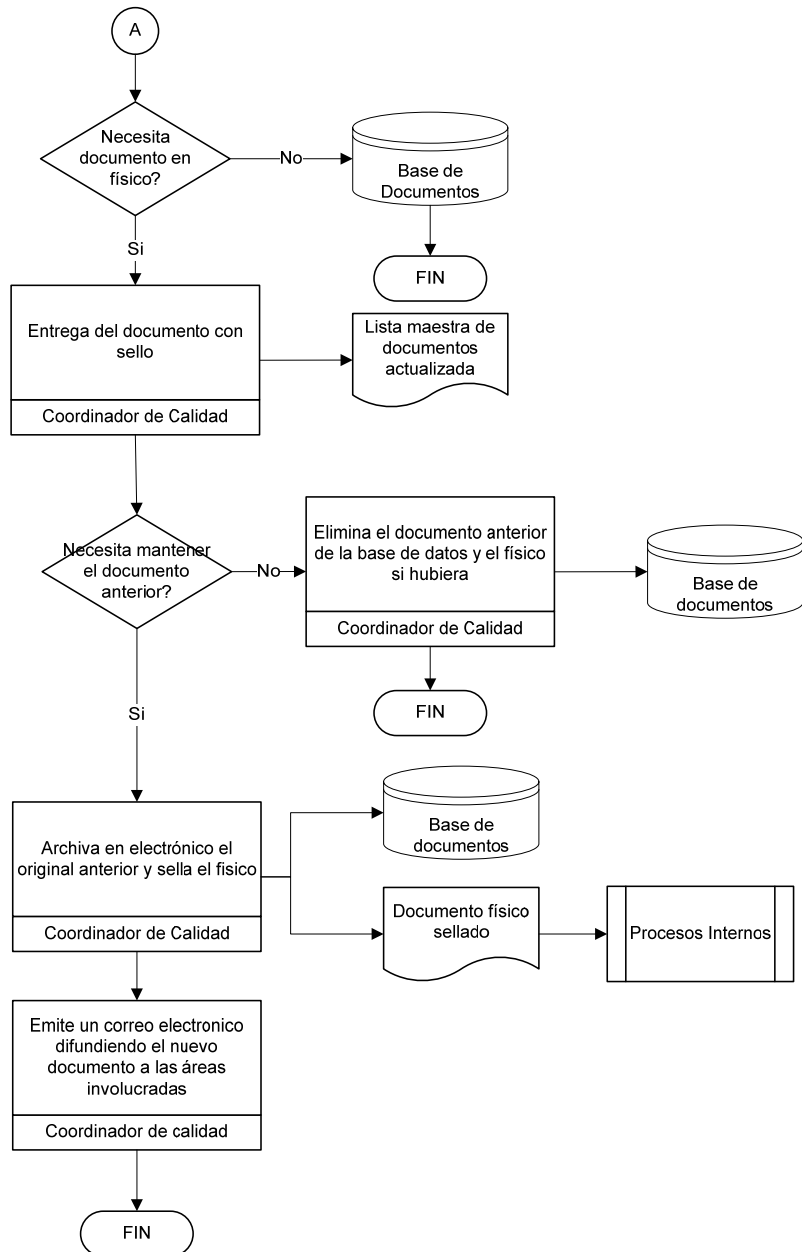 A
Necesita
documento en
físico?
No
Base de
Documentos
FIN
Si
Entrega del documento con
sello
Coordinador de Calidad
Lista maestra de
documentos
actualizada
Necesita mantener
el documento
anterior?
No
Elimina el documento anterior
de la base de datos y el físico
si hubiera
Coordinador de Calidad
Base de
documentos
FIN
Si
Archiva en electrónico el
original anterior y sella el fisico
Coordinador de Calidad
Base de
documentos
Documento físico
sellado
Procesos Internos
Emite un correo electronico
difundiendo el nuevo
documento a las áreas
involucradas
Coordinador de calidad
FIN